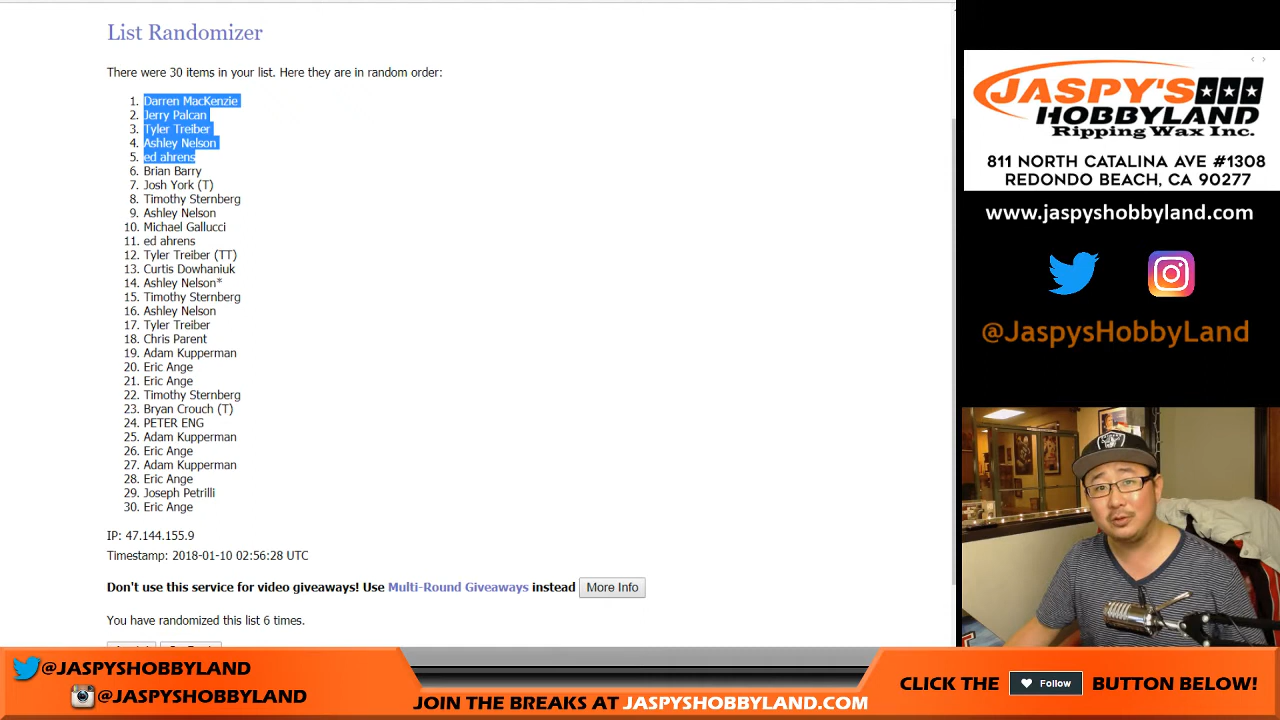 List Randomizer
There were 30 items in your list. Here they are in random order:
1. Darren MacKenzie
2. Jerry Palcan
3. Tyler Treiber
4. Ashley Nelson
5. ed ahrens
6. Brian Barry
7. Josh York (T)
8. Timothy Sternberg
9. Ashley Nelson
10. Michael Gallucci
11. ed ahrens
12. Tyler Treiber (TT)
13. Curtis Dowhaniuk
14. Ashley Nelson*
15. Timothy Sternberg
16. Ashley Nelson
17. Tyler Treiber
18. Chris Parent
19. Adam Kupperman
20. Eric Ange
21. Eric Ange
22. Timothy Sternberg
23. Bryan Crouch (T)
24. PETER ENG
25. Adam Kupperman
26. Eric Ange
27. Adam Kupperman
28. Eric Ange
29. Joseph Petrilli
30. Eric Ange
IP: 47.144.155.9
Timestamp: 2018-01-10 02:56:28 UTC
Don't use this service for video giveaways! Use Multi-Round Giveaways instead More Info
You have randomized this list 6 times.
JASPY'S
HOBBYLAND
Ripping Wax Inc.
811 NORTH CATALINA AVE #1308
REDONDO BEACH, CA 90277
www.jaspyshobbyland.com
@JaspysHobbyLand
@JASPYSHOBBYLAND
@JASPYSHOBBYLAND
JOIN THE BREAKS AT JASPYSHOBBYLAND.COM
CLICK THE Follow BUTTON BELOW!